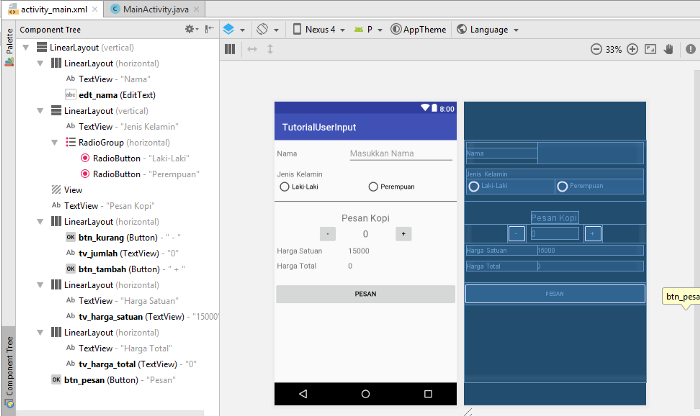 activity_main.xml
MainActivity.java
Palette
Component Tree
Component Tree
LinearLayout (vertical)
LinearLayout (horizontal)
Ab TextView - "Nama"
abc edt_nama (EditText)
LinearLayout (vertical)
Ab TextView - "Jenis Kelamin"
RadioGroup (horizontal)
RadioButton - "Laki-Laki"
RadioButton - "Perempuan"
View
Ab TextView - "Pesan Kopi"
LinearLayout (horizontal)
OK btn_kurang (Button) - " - "
Ab tv_jumlah (TextView) - "0"
OK btn_tambah (Button) - " + "
LinearLayout (horizontal)
Ab TextView - "Harga Satuan"
Ab tv_harga_satuan (TextView) - "15000"
LinearLayout (horizontal)
Ab TextView - "Harga Total"
Ab tv_harga_total (TextView) - "0"
OK btn_pesan (Button) - "Pesan"
Nexus 4
P
AppTheme
Language
33%
8:00
TutorialUserInput
Nama
Masukkan Nama
Jenis Kelamin
Laki-Laki
Perempuan
Pesan Kopi
- 0 +
Harga Satuan 15000
Harga Total 0
PESAN
Nama
Jenis Kelamin
Laki-Laki
Perempuan
Pesan Kopi
- 0 +
Harga Satuan 15000
Harga Total 0
PESAN
btn_pesa